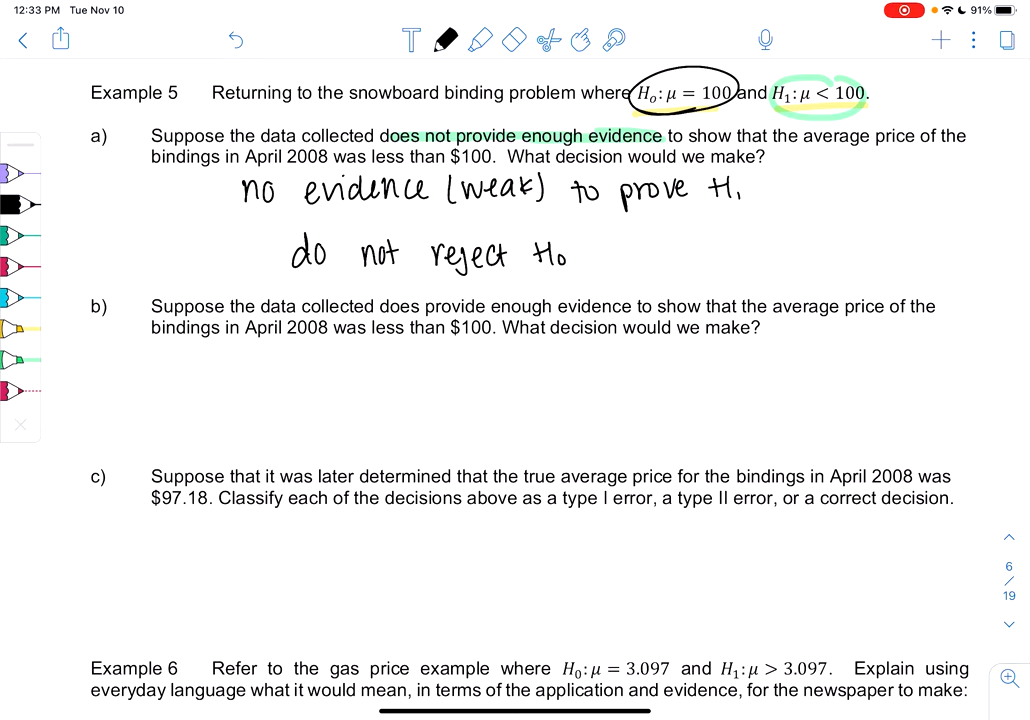 12:33 PM Tue Nov 10
91%
Example 5 Returning to the snowboard binding problem where H₀: μ = 100 and H₁: μ < 100.
a) Suppose the data collected does not provide enough evidence to show that the average price of the
bindings in April 2008 was less than $100. What decision would we make?
no evidence (weak) to prove H₁
do not reject H₀
b) Suppose the data collected does provide enough evidence to show that the average price of the
bindings in April 2008 was less than $100. What decision would we make?
c) Suppose that it was later determined that the true average price for the bindings in April 2008 was
$97.18. Classify each of the decisions above as a type I error, a type II error, or a correct decision.
6
/
19
Example 6 Refer to the gas price example where H₀: μ = 3.097 and H₁: μ > 3.097. Explain using
everyday language what it would mean, in terms of the application and evidence, for the newspaper to make: